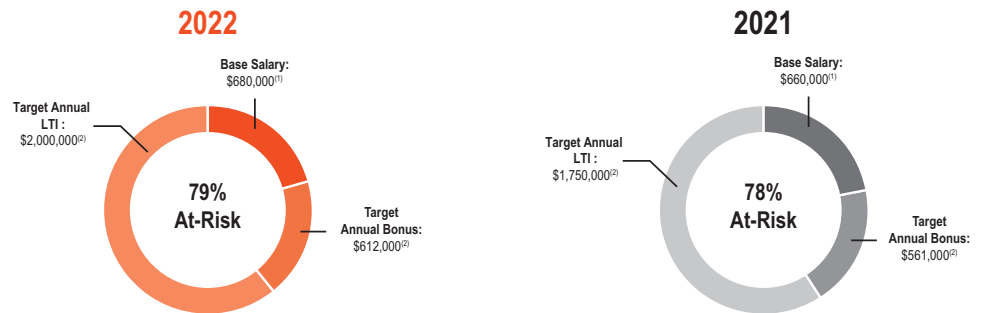 2022
Base Salary:
$680,000(1)
Target Annual
LTI :
$2,000,000(2)
79%
At-Risk
Target
Annual Bonus:
$612,000(2)
2021
Base Salary:
$660,000(1)
Target Annual
LTI :
$1,750,000(2)
78%
At-Risk
Target
Annual Bonus:
$561,000(2)